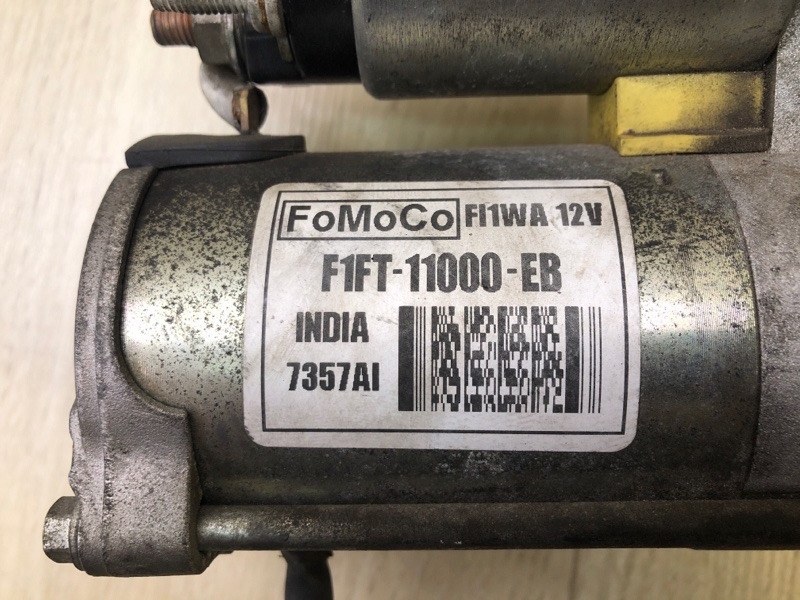 FoMoCo FI1WA 12V
F1FT-11000-EB
INDIA
7357AI